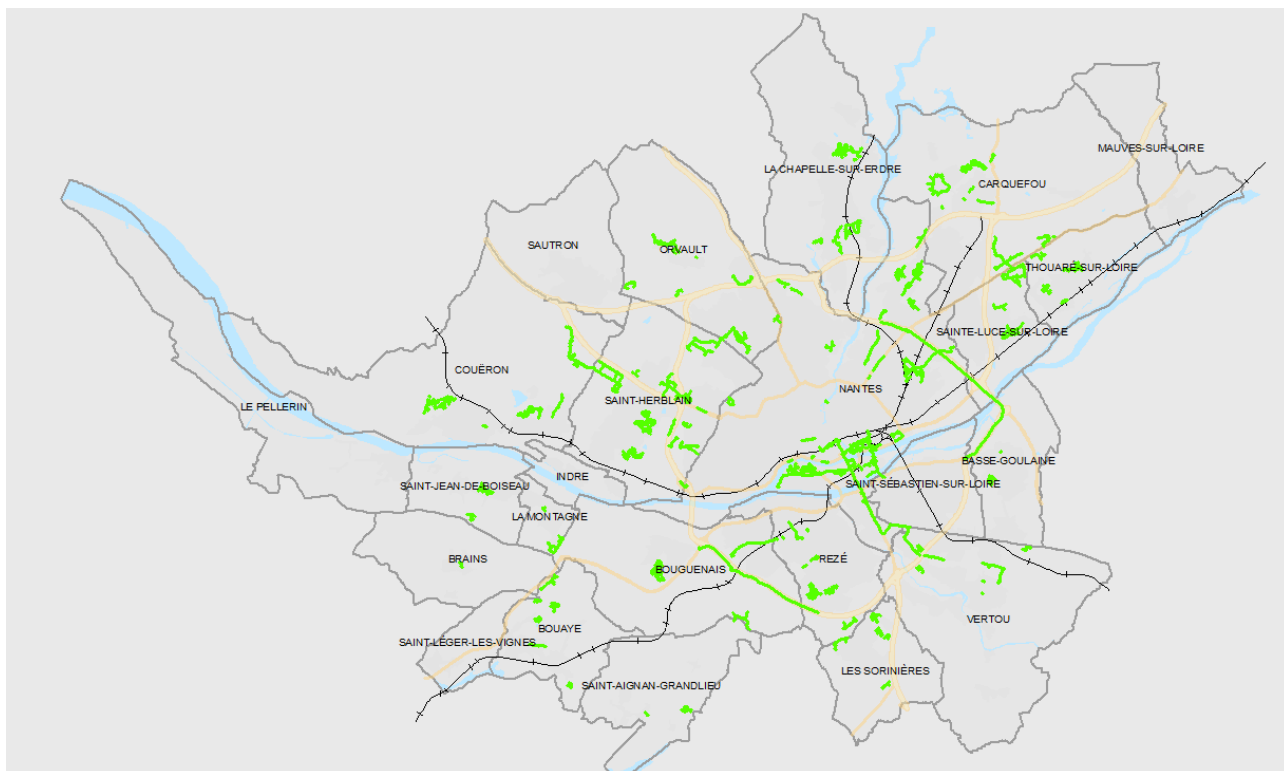 MAUVES-SUR-LOIRE
LA CHAPELLE-SUR-ERDRE
CARQUEFOU
SAUTRON
ORVAULT
THOUARÉ-SUR-LOIRE
SAINTE-LUCE-SUR-LOIRE
COUËRON
NANTES
SAINT-HERBLAIN
LE PELLERIN
BASSE-GOULAINE
INDRE
SAINT-SÉBASTIEN-SUR-LOIRE
SAINT-JEAN-DE-BOISEAU
LA MONTAGNE
BRAINS
REZÉ
BOUGUENAIS
VERTOU
BOUAYE
SAINT-LÉGER-LES-VIGNES
LES SORINIÈRES
SAINT-AIGNAN-GRANDLIEU